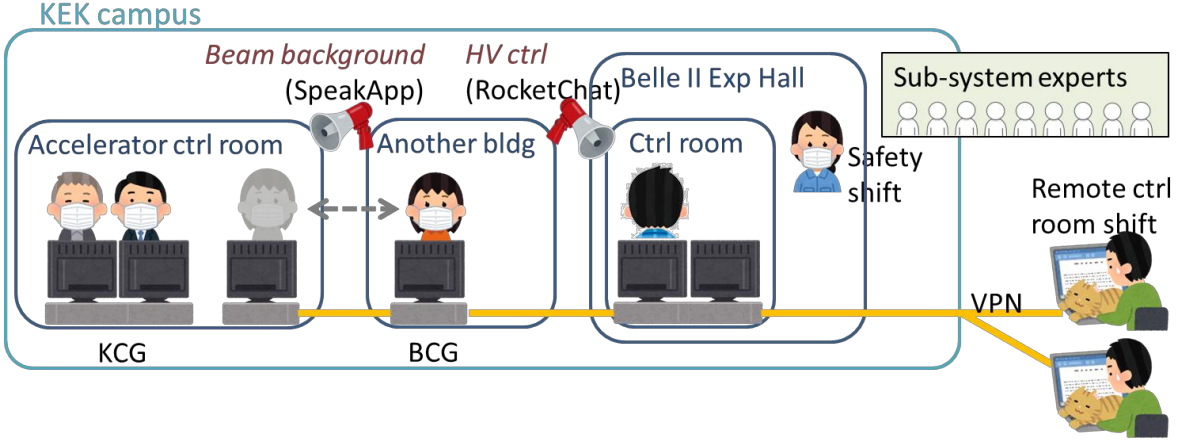 KEK campus
Beam background
(SpeakApp)
HV ctrl
(RocketChat)
Belle II Exp Hall
Sub-system experts
Accelerator ctrl room
Another bldg
Ctrl room
Safety
shift
Remote ctrl
room shift
VPN
KCG
BCG